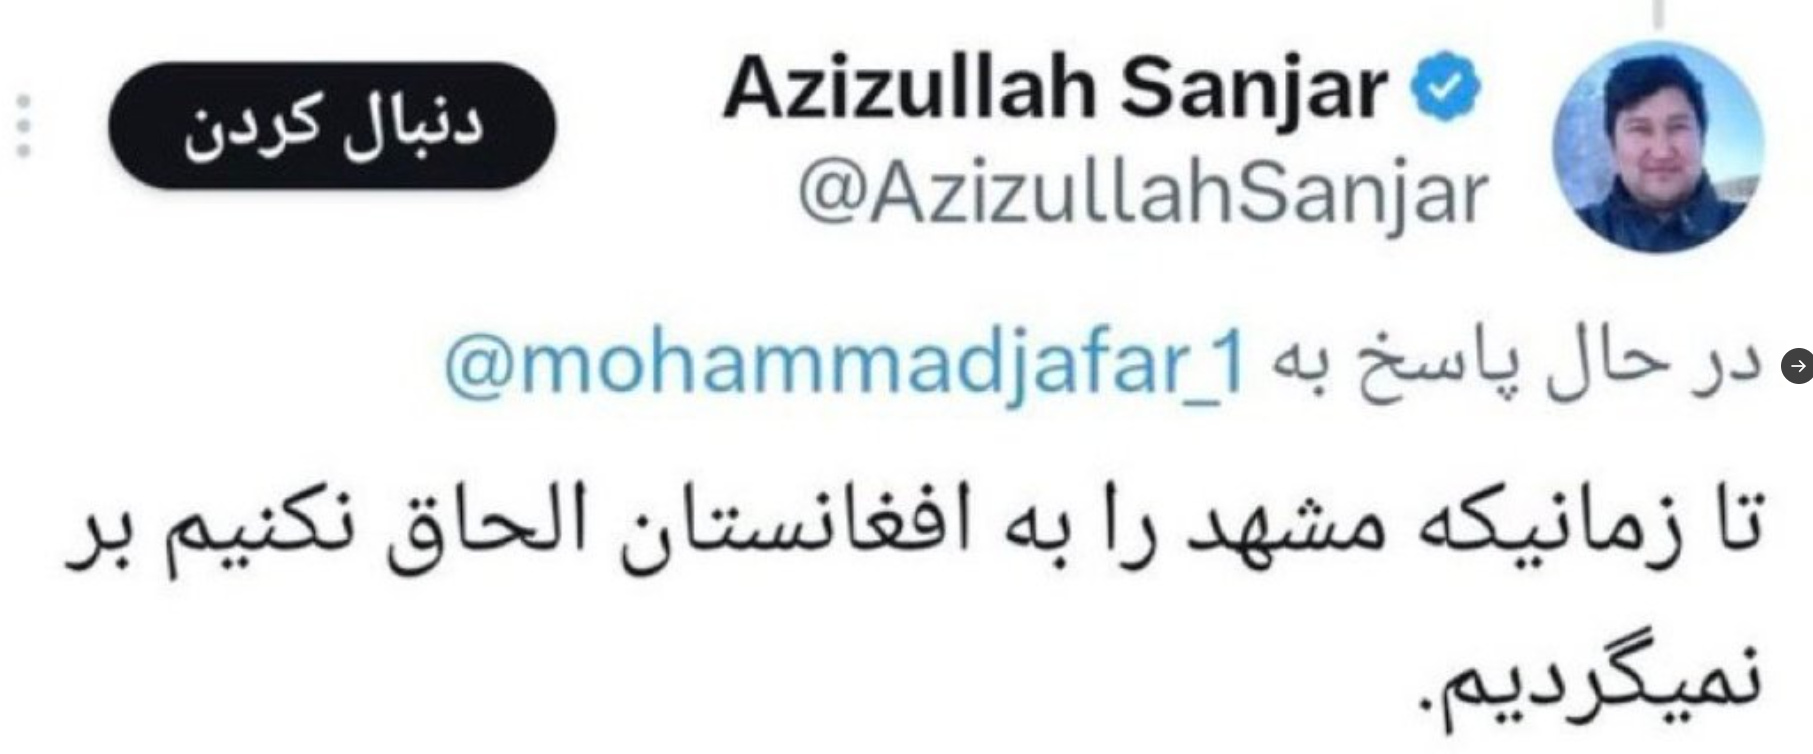 Azizullah Sanjar
دنبال کردن
@AzizullahSanjar
در حال پاسخ به @mohammadjafar_1
تا زمانیکه مشهد را به افغانستان الحاق نکنیم بر
نمیگردیم.